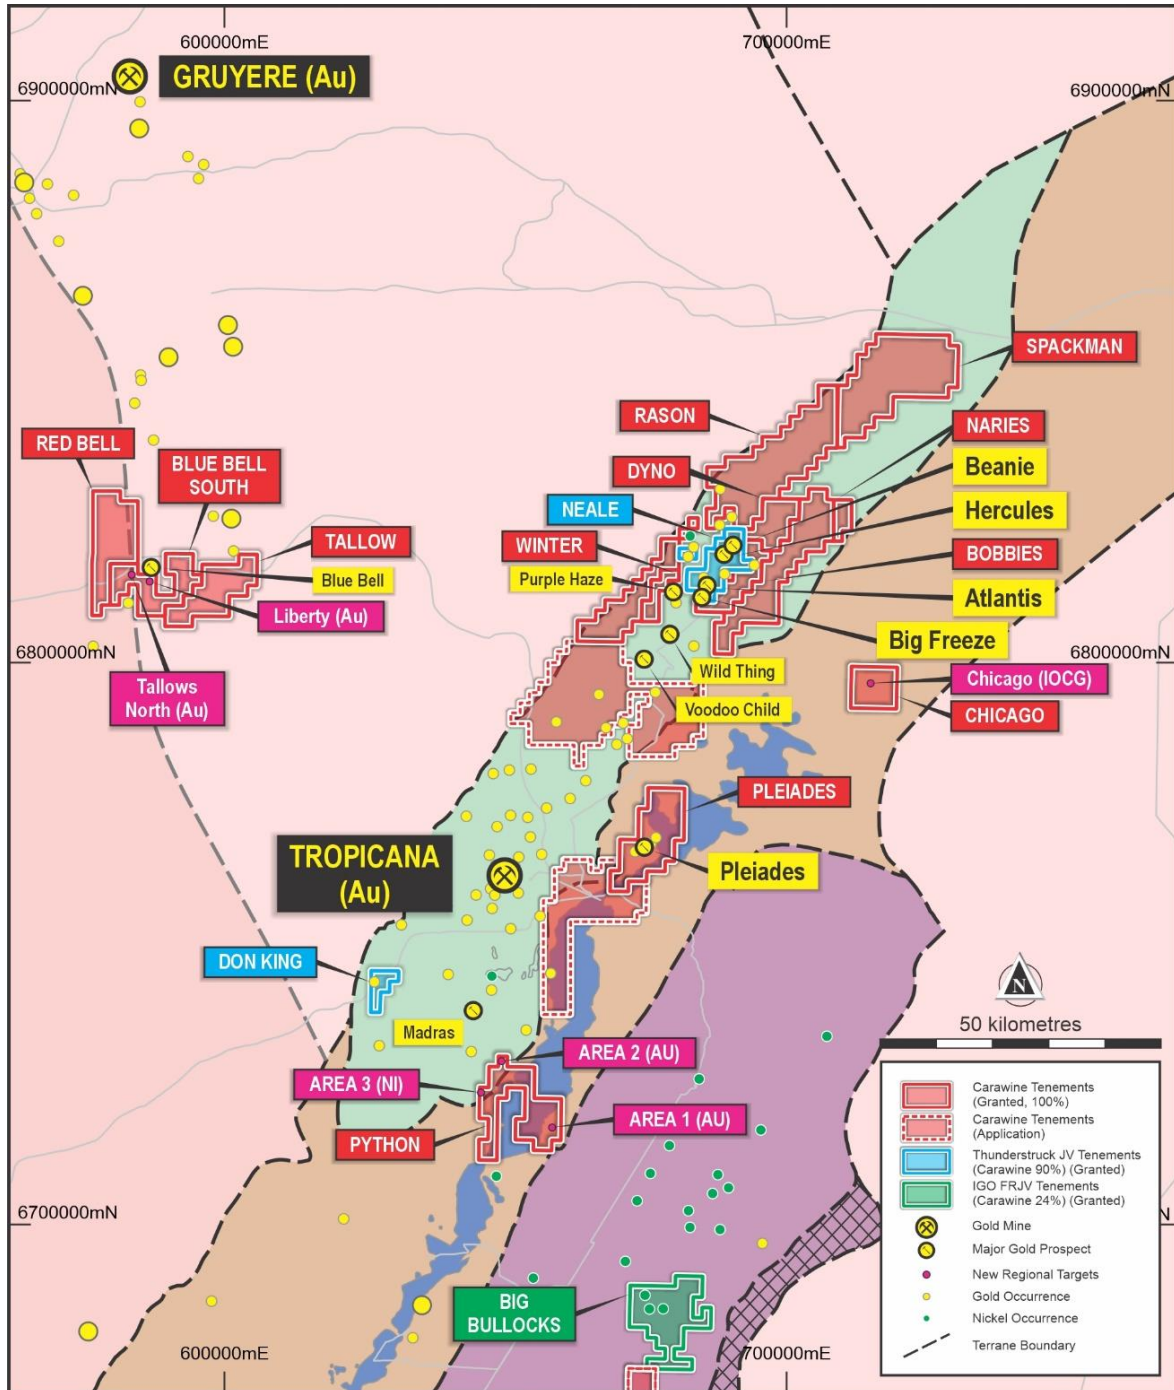 600000mE
700000mE
GRUYERE (Au)
6900000mN
6900000mN
SPACKMAN
RASON
RED BELL
NARIES
BLUE BELL
SOUTH
DYNO
Beanie
NEALE
Hercules
TALLOW
WINTER
BOBBIES
Blue Bell
Purple Haze
Liberty (Au)
Atlantis
Big Freeze
6800000mN
6800000mN
Wild Thing
Tallows
North (Au)
Chicago (IOCG)
Voodoo Child
CHICAGO
PLEIADES
TROPICANA
(Au)
Pleiades
DON KING
N
50 kilometres
Madras
AREA 2 (AU)
AREA 3 (NI)
AREA 1 (AU)
PYTHON
Carawine Tenements
(Granted, 100%)
Carawine Tenements
(Application)
Thunderstruck JV Tenements
(Carawine 90%) (Granted)
IGO FRJV Tenements
(Carawine 24%) (Granted)
Gold Mine
Major Gold Prospect
New Regional Targets
Gold Occurrence
Nickel Occurrence
Terrane Boundary
6700000mN
N
BIG
BULLOCKS
600000mE
700000mE